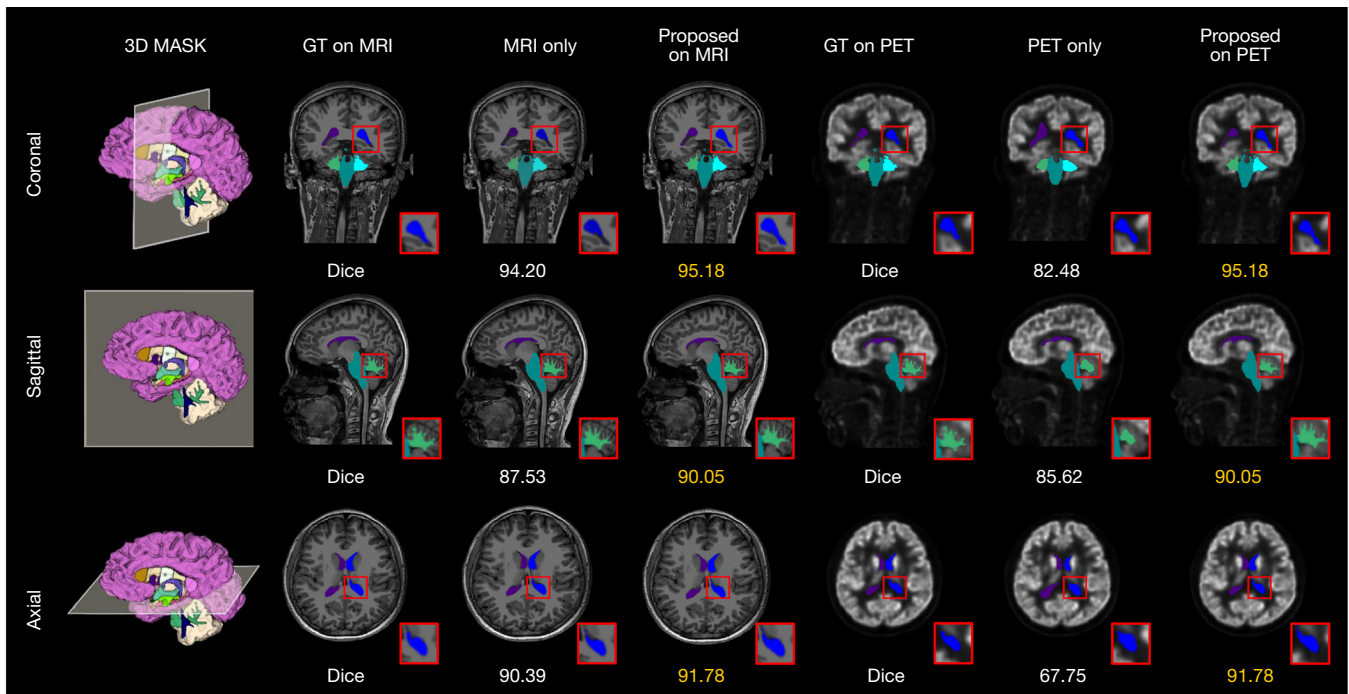 3D MASK
GT on MRI
MRI only
Proposed
on MRI
GT on PET
PET only
Proposed
on PET
Coronal
Dice
94.20
95.18
Dice
82.48
95.18
Sagittal
Dice
87.53
90.05
Dice
85.62
90.05
Axial
Dice
90.39
91.78
Dice
67.75
91.78